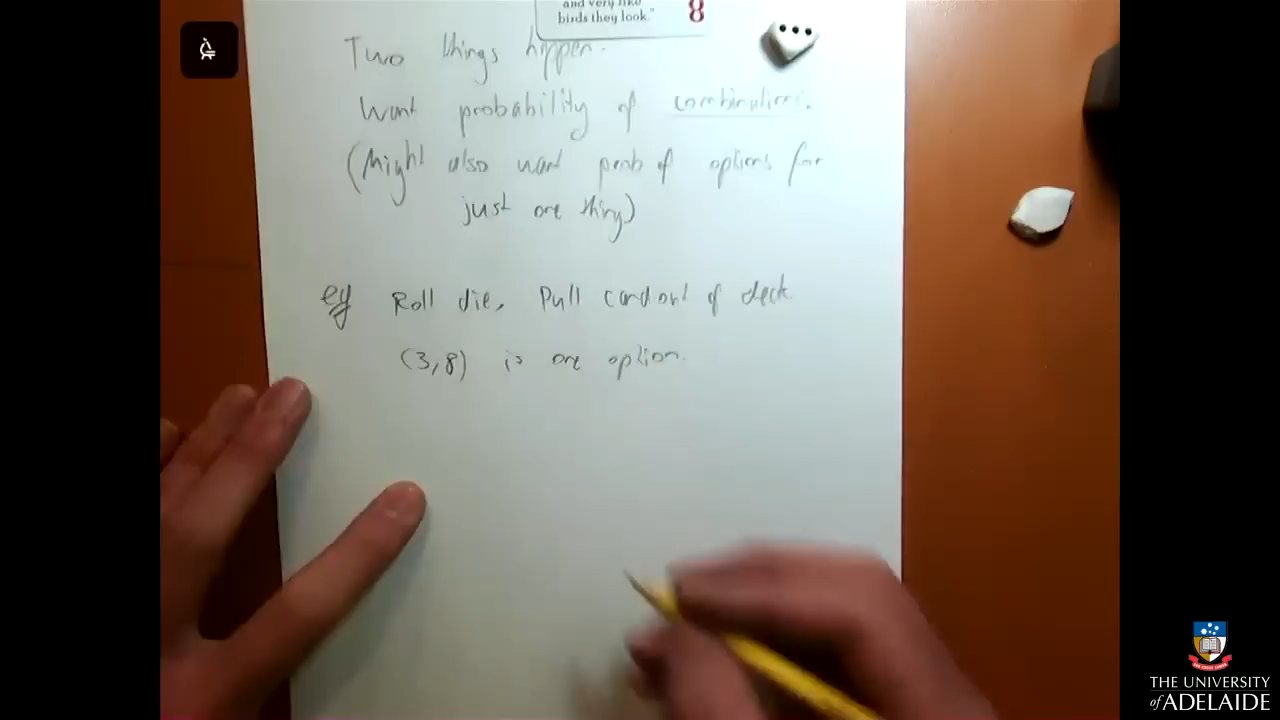 and very like
birds they look."
8
Two things happen.
Want probability of combinations.
(Might also want prob of options for
just one thing)
eg Roll die, Pull card out of deck.
(3,8) is one option.
THE UNIVERSITY
of ADELAIDE